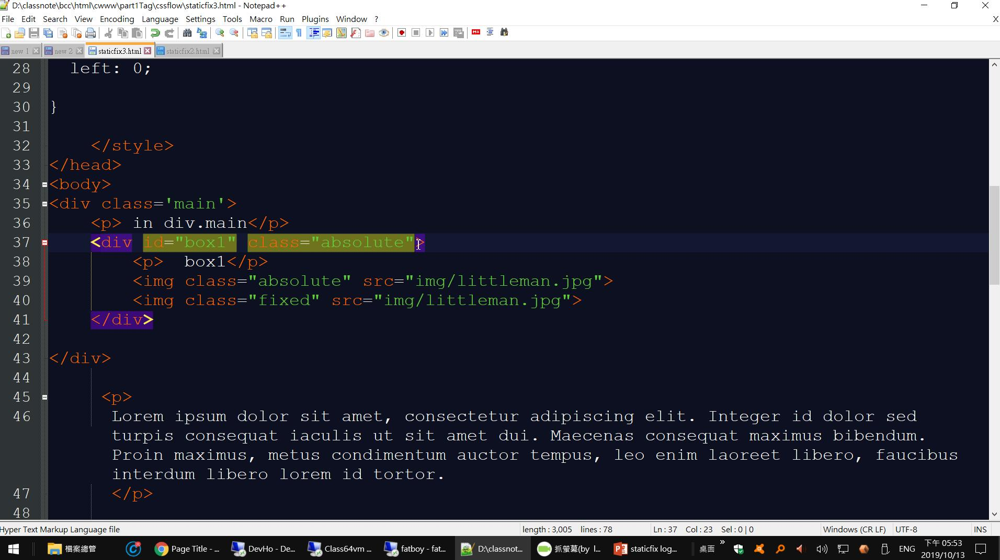 D:\classnote\bcc\html\cwww\part1Tag\cssflow\staticfix3.html - Notepad++
File Edit Search View Encoding Language Settings Tools Macro Run Plugins Window ? X
new 1 new 2 staticfix3.html staticfix2.html
28 left: 0;
29
30 }
31
32 </style>
33 </head>
34 <body>
35 <div class='main'>
36 <p> in div.main</p>
37 <div id="box1" class="absolute">
38 <p> box1</p>
39 <img class="absolute" src="img/littleman.jpg">
40 <img class="fixed" src="img/littleman.jpg">
41 </div>
42
43 </div>
44
45 <p>
46 Lorem ipsum dolor sit amet, consectetur adipiscing elit. Integer id dolor sed
turpis consequat iaculis ut sit amet dui. Maecenas consequat maximus bibendum.
Proin maximus, metus condimentum auctor tempus, leo enim laoreet libero, faucibus
interdum libero lorem id tortor.
47 </p>
48
Hyper Text Markup Language file length : 3,005 lines : 78 Ln : 37 Col : 23 Sel : 0 | 0 Windows (CR LF) UTF-8 INS
檔案總管 Page Title - ... DevHo - De... Class64vm ... fatboy - fat... D:\classnot... 抓螢幕(by l... staticfix log... 桌面 ENG 下午 05:53
2019/10/13